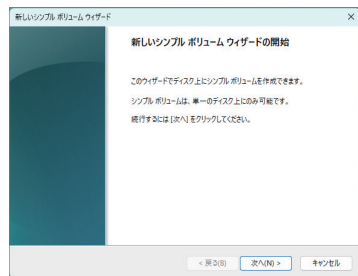 新しいシンプル ボリューム ウィザード
新しいシンプル ボリューム ウィザードの開始
このウィザードでディスク上にシンプル ボリュームを作成できます。
シンプル ボリュームは、単一のディスク上にのみ可能です。
続行するには [次へ] をクリックしてください。
< 戻る(B) 次へ(N) > キャンセル